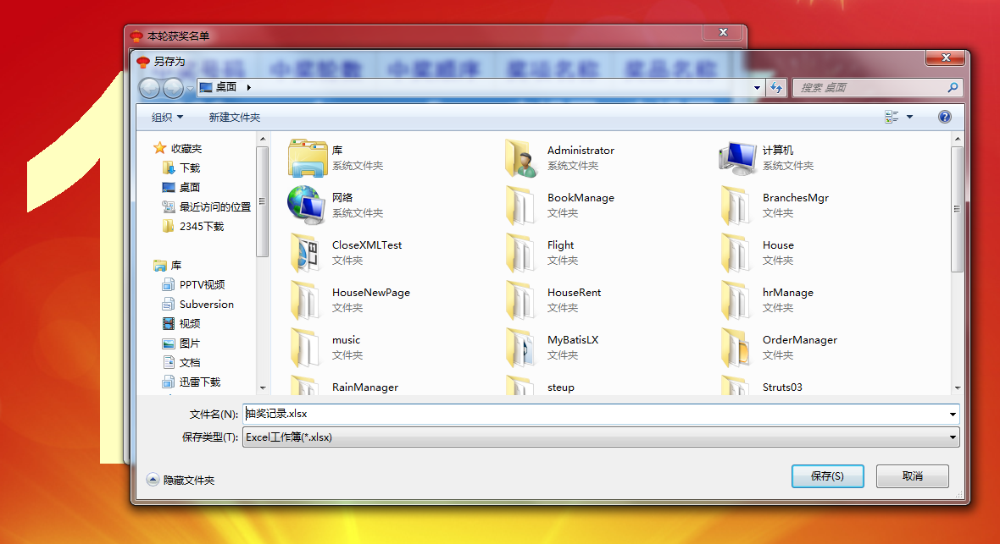 1
本轮获奖名单
另存为
中奖轮数 中奖顺序 奖项名称 奖品名称
桌面
搜索 桌面
组织
新建文件夹
收藏夹
下载
桌面
最近访问的位置
2345下载
库
PPTV视频
Subversion
视频
图片
文档
迅雷下载
库
系统文件夹
Administrator
系统文件夹
计算机
系统文件夹
网络
系统文件夹
BookManage
文件夹
BranchesMgr
文件夹
CloseXMLTest
文件夹
Flight
文件夹
House
文件夹
HouseNewPage
文件夹
HouseRent
文件夹
hrManage
文件夹
music
文件夹
MyBatisLX
文件夹
OrderManager
文件夹
RainManager
steup
Struts03
文件名(N):
抽奖记录.xlsx
保存类型(T):
Excel工作簿(*.xlsx)
隐藏文件夹
保存(S)
取消